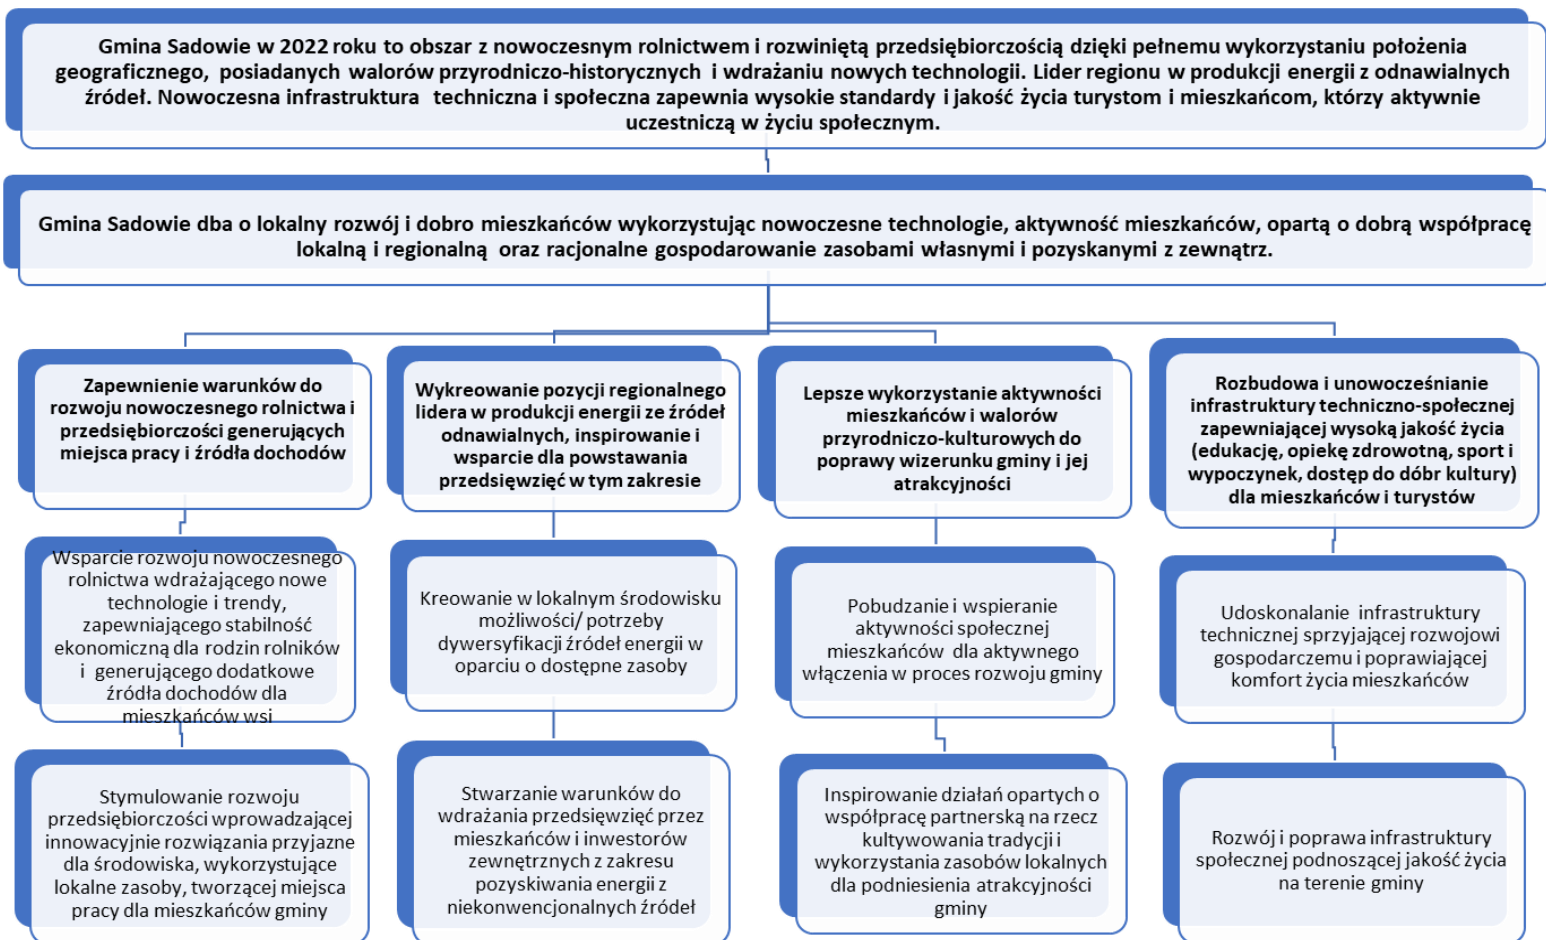 Gmina Sadowie w 2022 roku to obszar z nowoczesnym rolnictwem i rozwiniętą przedsiębiorczością dzięki pełnemu wykorzystaniu położenia
geograficznego, posiadanych walorów przyrodniczo-historycznych i wdrażaniu nowych technologii. Lider regionu w produkcji energii z odnawialnych
źródeł. Nowoczesna infrastruktura techniczna i społeczna zapewnia wysokie standardy i jakość życia turystom i mieszkańcom, którzy aktywnie
uczestniczą w życiu społecznym.
Gmina Sadowie dba o lokalny rozwój i dobro mieszkańców wykorzystując nowoczesne technologie, aktywność mieszkańców, opartą o dobrą współpracę
lokalną i regionalną oraz racjonalne gospodarowanie zasobami własnymi i pozyskanymi z zewnątrz.
Zapewnienie warunków do
rozwoju nowoczesnego rolnictwa i
przedsiębiorczości generujących
miejsca pracy i źródła dochodów
Wsparcie rozwoju nowoczesnego
rolnictwa wdrażającego nowe
technologie i trendy,
zapewniającego stabilność
ekonomiczną dla rodzin rolników
i generującego dodatkowe
źródła dochodów dla
mieszkańców wsi
Stymulowanie rozwoju
przedsiębiorczości wprowadzającej
innowacyjnie rozwiązania przyjazne
dla środowiska, wykorzystujące
lokalne zasoby, tworzącej miejsca
pracy dla mieszkańców gminy
Wykreowanie pozycji regionalnego
lidera w produkcji energii ze źródeł
odnawialnych, inspirowanie i
wsparcie dla powstawania
przedsięwzięć w tym zakresie
Kreowanie w lokalnym środowisku
możliwości/ potrzeby
dywersyfikacji źródeł energii w
oparciu o dostępne zasoby
Stwarzanie warunków do
wdrażania przedsięwzięć przez
mieszkańców i inwestorów
zewnętrznych z zakresu
pozyskiwania energii z
niekonwencjonalnych źródeł
Lepsze wykorzystanie aktywności
mieszkańców i walorów
przyrodniczo-kulturowych do
poprawy wizerunku gminy i jej
atrakcyjności
Pobudzanie i wspieranie
aktywności społecznej
mieszkańców dla aktywnego
włączenia w proces rozwoju gminy
Inspirowanie działań opartych o
współpracę partnerską na rzecz
kultywowania tradycji i
wykorzystania zasobów lokalnych
dla podniesienia atrakcyjności
gminy
Rozbudowa i unowocześnianie
infrastruktury techniczno-społecznej
zapewniającej wysoką jakość życia
(edukację, opiekę zdrowotną, sport i
wypoczynek, dostęp do dóbr kultury)
dla mieszkańców i turystów
Udoskonalanie infrastruktury
technicznej sprzyjającej rozwojowi
gospodarczemu i poprawiającej
komfort życia mieszkańców
Rozwój i poprawa infrastruktury
społecznej podnoszącej jakość życia
na terenie gminy